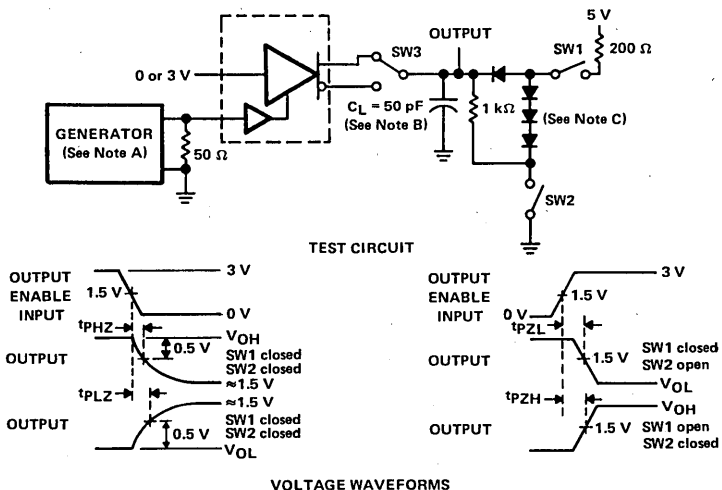 5 V
OUTPUT
SW3
SW1
200 Ω
0 or 3 V
CL = 50 pF
(See Note B)
1 kΩ
(See Note C)
GENERATOR
(See Note A)
50 Ω
SW2
TEST CIRCUIT
OUTPUT
ENABLE
INPUT
3 V
1.5 V
0 V
tPHZ
VOH
0.5 V
OUTPUT
SW1 closed
SW2 closed
≈1.5 V
tPLZ
≈1.5 V
OUTPUT
SW1 closed
SW2 closed
0.5 V
VOL
OUTPUT
ENABLE
INPUT
3 V
1.5 V
0 V
tPZL
OUTPUT
1.5 V
SW1 closed
SW2 open
VOL
tPZH
VOH
OUTPUT
1.5 V
SW1 open
SW2 closed
VOLTAGE WAVEFORMS